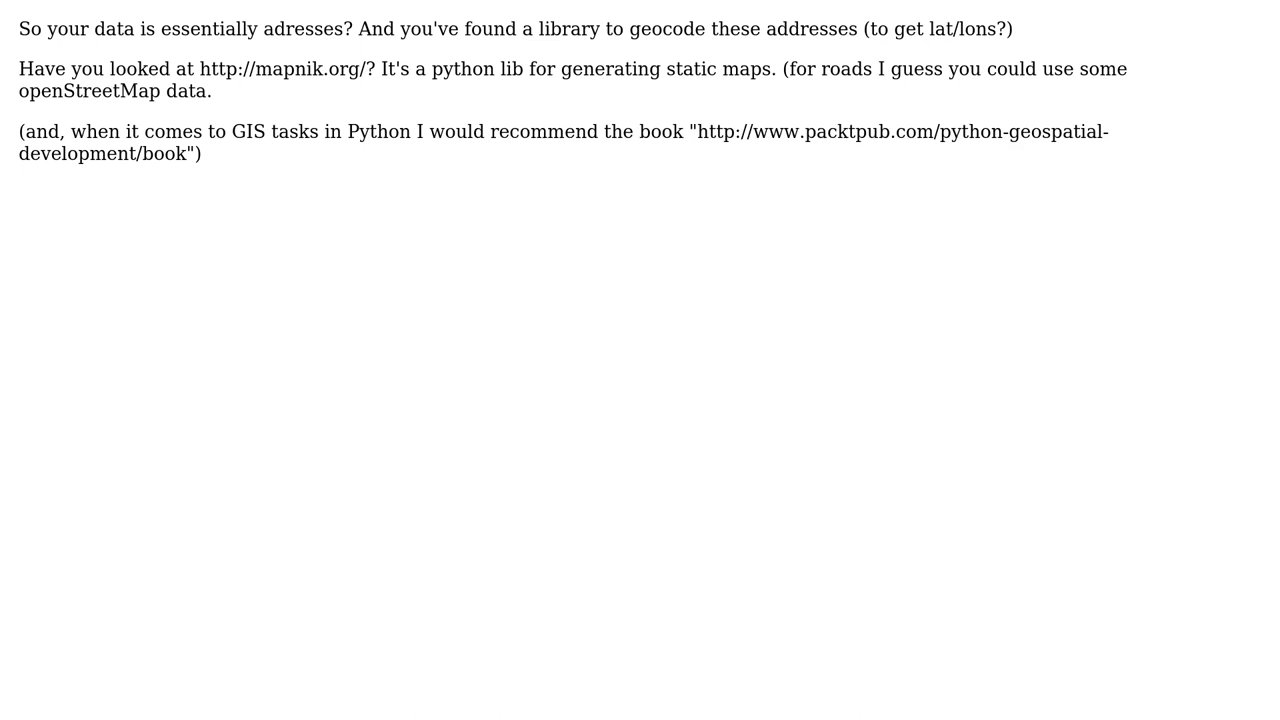 So your data is essentially adresses? And you've found a library to geocode these addresses (to get lat/lons?)
Have you looked at http://mapnik.org/? It's a python lib for generating static maps. (for roads I guess you could use some
openStreetMap data.
(and, when it comes to GIS tasks in Python I would recommend the book "http://www.packtpub.com/python-geospatial-
development/book")